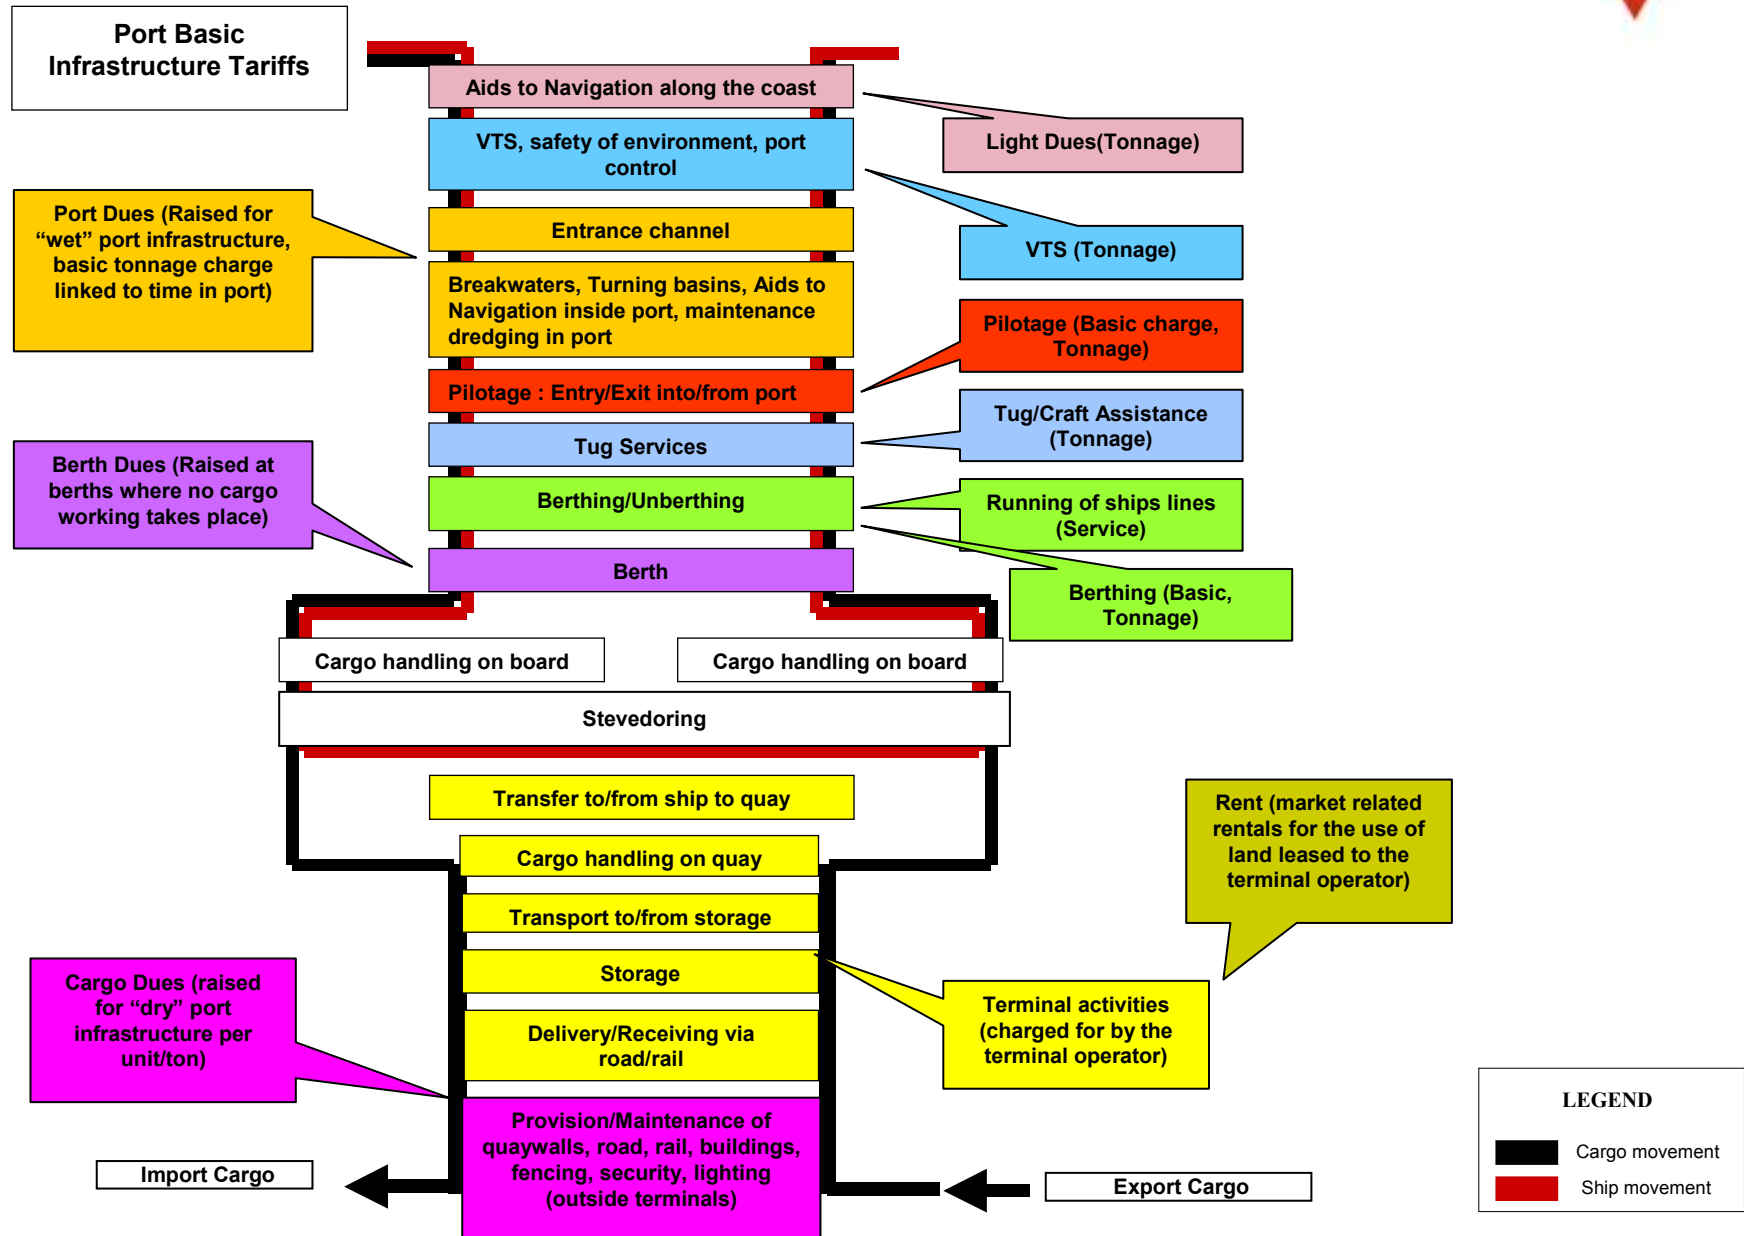 Port Basic
Infrastructure Tariffs
Aids to Navigation along the coast
Light Dues(Tonnage)
VTS, safety of environment, port
control
Port Dues (Raised for
“wet” port infrastructure,
basic tonnage charge
linked to time in port)
Entrance channel
VTS (Tonnage)
Breakwaters, Turning basins, Aids to
Navigation inside port, maintenance
dredging in port
Pilotage (Basic charge,
Tonnage)
Pilotage : Entry/Exit into/from port
Tug/Craft Assistance
(Tonnage)
Tug Services
Berth Dues (Raised at
berths where no cargo
working takes place)
Berthing/Unberthing
Running of ships lines
(Service)
Berth
Berthing (Basic,
Tonnage)
Cargo handling on board
Cargo handling on board
Stevedoring
Transfer to/from ship to quay
Rent (market related
rentals for the use of
land leased to the
terminal operator)
Cargo handling on quay
Transport to/from storage
Storage
Cargo Dues (raised
for “dry” port
infrastructure per
unit/ton)
Terminal activities
(charged for by the
terminal operator)
Delivery/Receiving via
road/rail
Provision/Maintenance of
quaywalls, road, rail, buildings,
fencing, security, lighting
(outside terminals)
Import Cargo
Export Cargo
LEGEND
Cargo movement
Ship movement